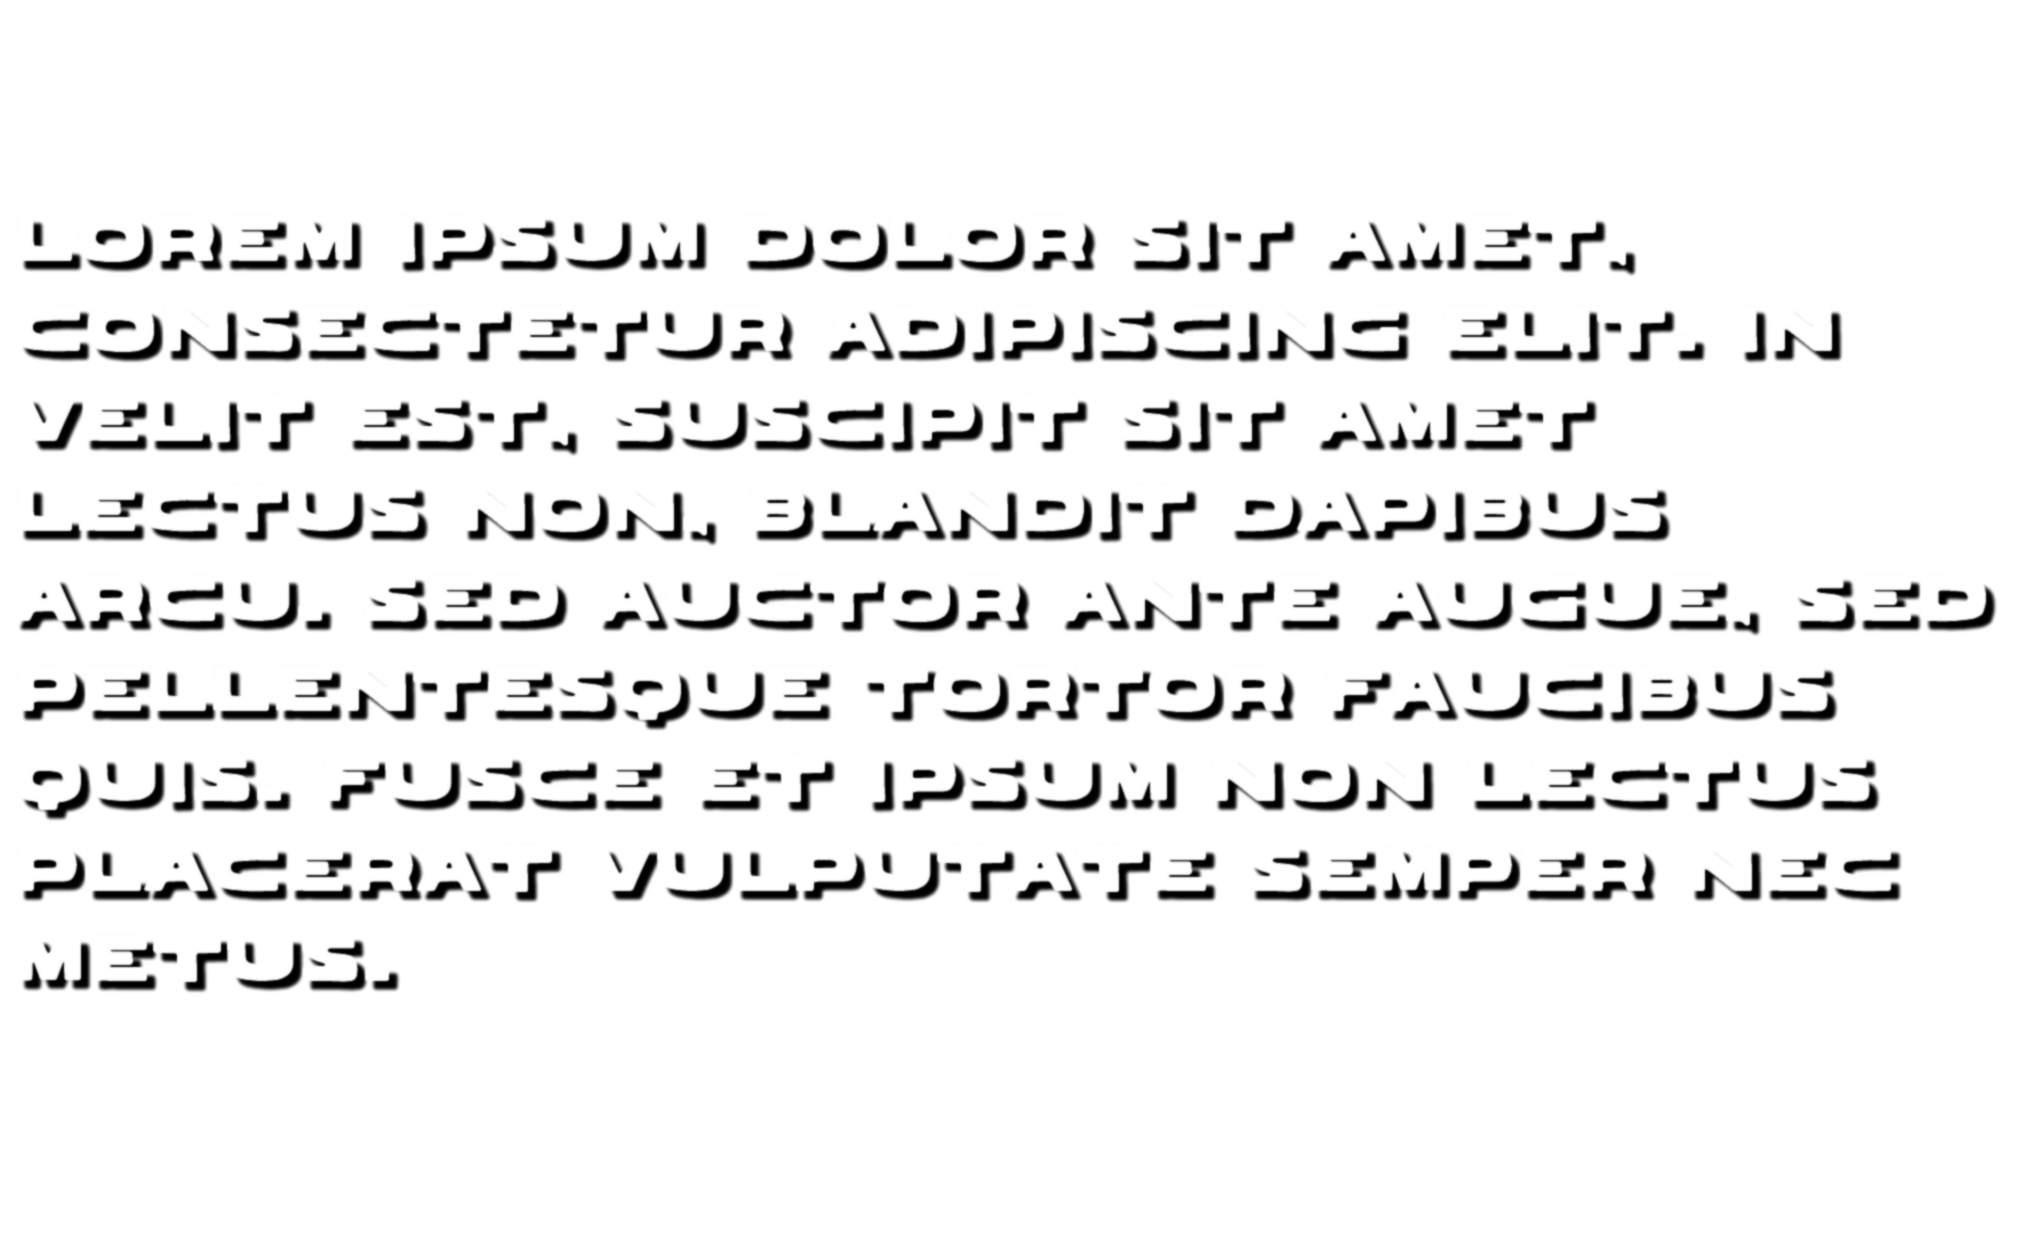 LOREM IPSUM DOLOR SIT AMET,
CONSECTETUR ADIPISCING ELIT. IN
VELIT EST, SUSCIPIT SIT AMET
LECTUS NON, BLANDIT DAPIBUS
ARCU. SED AUCTOR ANTE AUGUE, SED
PELLENTESQUE TORTOR FAUCIBUS
QUIS. FUSCE ET IPSUM NON LECTUS
PLACERAT VULPUTATE SEMPER NEC
METUS.